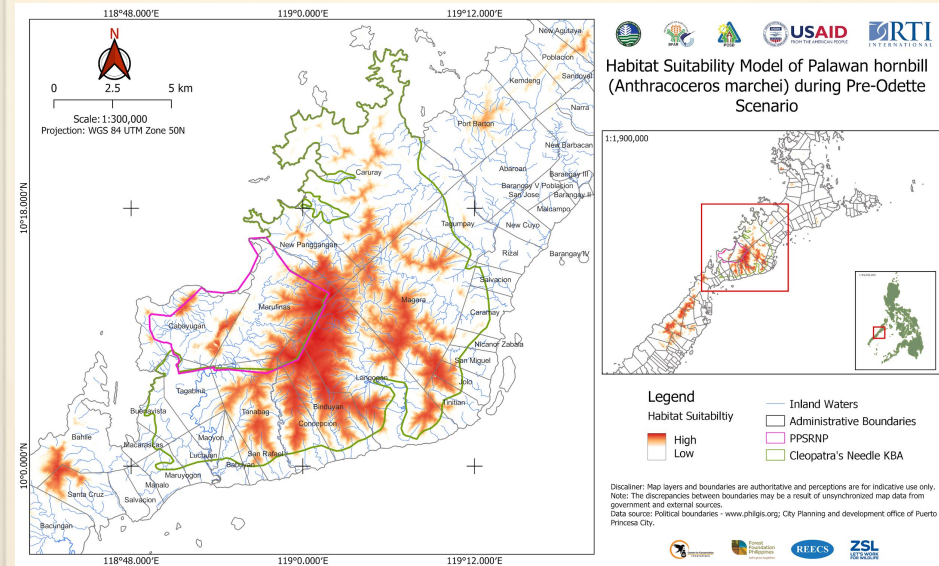 118°48.000'E 119°0.000'E 119°12.000'E
N
0 2.5 5 km
Scale: 1:300,000
Projection: WGS 84 UTM Zone 50N
10°18.000'N
10°0.000'N
New Agutaya
Poblacion
Sandoval
Kemdeng
Narra
Port Barton
New Barbacan
Caruray
Abaroan
Barangay III
Barangay V Poblacion
San Jose
Barangay II
Malcampo
Tagumpay
New Cuyo
New Panggangan
Rizal
Barangay IV
Salvacion
Marufinas
Magara
Caramay
Cabayugan
Nicanor Zabala
San Miguel
Langogan
Jolo
Tagabinit
Tinitian
Buenavista
Tanabag
Binduyan
Concepcion
Bahile
Macarascas
Maoyon
Lucbuan
San Rafael
Babuyan
Maruyogon
Manalo
Santa Cruz
Salvacion
Bacungan
118°48.000'E 119°0.000'E 119°12.000'E
USAID
FROM THE AMERICAN PEOPLE
RTI
INTERNATIONAL
Habitat Suitability Model of Palawan hornbill
(Anthracoceros marchei) during Pre-Odette
Scenario
1:1,900,000
Legend
Habitat Suitabiltiy
High
Low
Inland Waters
Administrative Boundaries
PPSRNP
Cleopatra's Needle KBA
Discaliner: Map layers and boundaries are authoritative and perceptions are for indicative use only.
Note: The discrepancies between boundaries may be a result of unsynchronized map data from
government and external sources.
Data source: Political boundaries - www.philgis.org; City Planning and development office of Puerto
Princesa City.
Forest
Foundation
Philippines
REECS
ZSL
LET'S WORK
FOR WILDLIFE